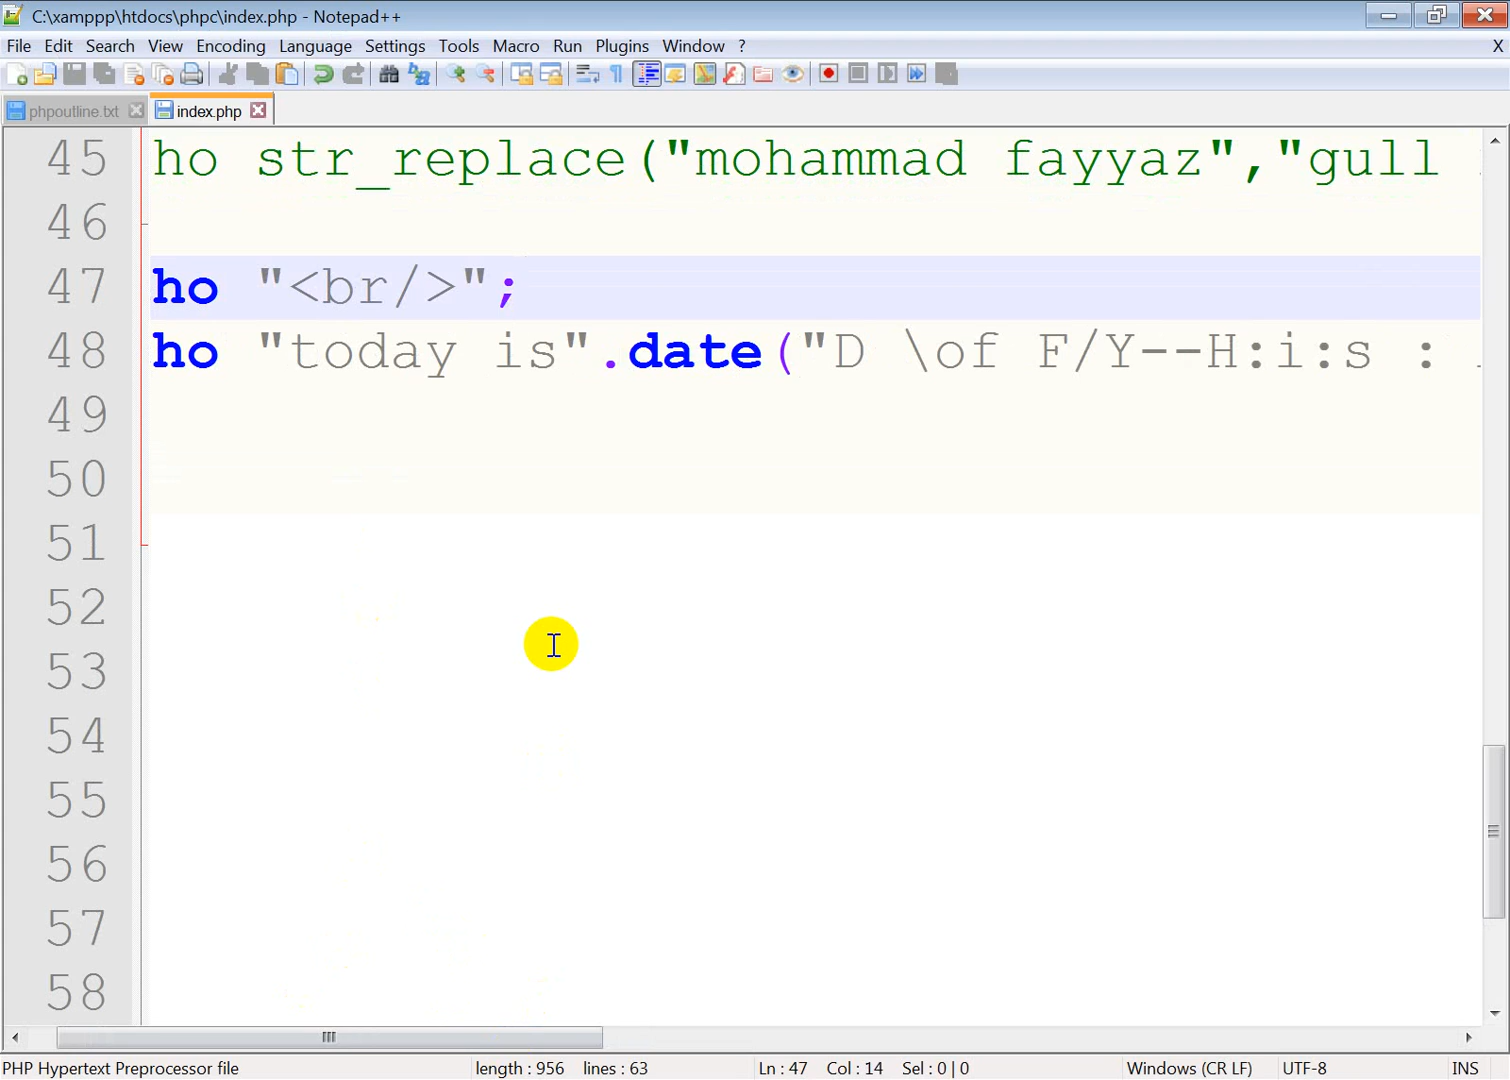 C:\xamppp\htdocs\phpc\index.php - Notepad++
File Edit Search View Encoding Language Settings Tools Macro Run Plugins Window ? X
phpoutline.txt index.php
45 ho str_replace("mohammad fayyaz","gull
46
47 ho "<br/>";
48 ho "today is".date("D \of F/Y--H:i:s :
49
50
51
52
53
54
55
56
57
58
PHP Hypertext Preprocessor file length : 956 lines : 63 Ln : 47 Col : 14 Sel : 0 | 0 Windows (CR LF) UTF-8 INS